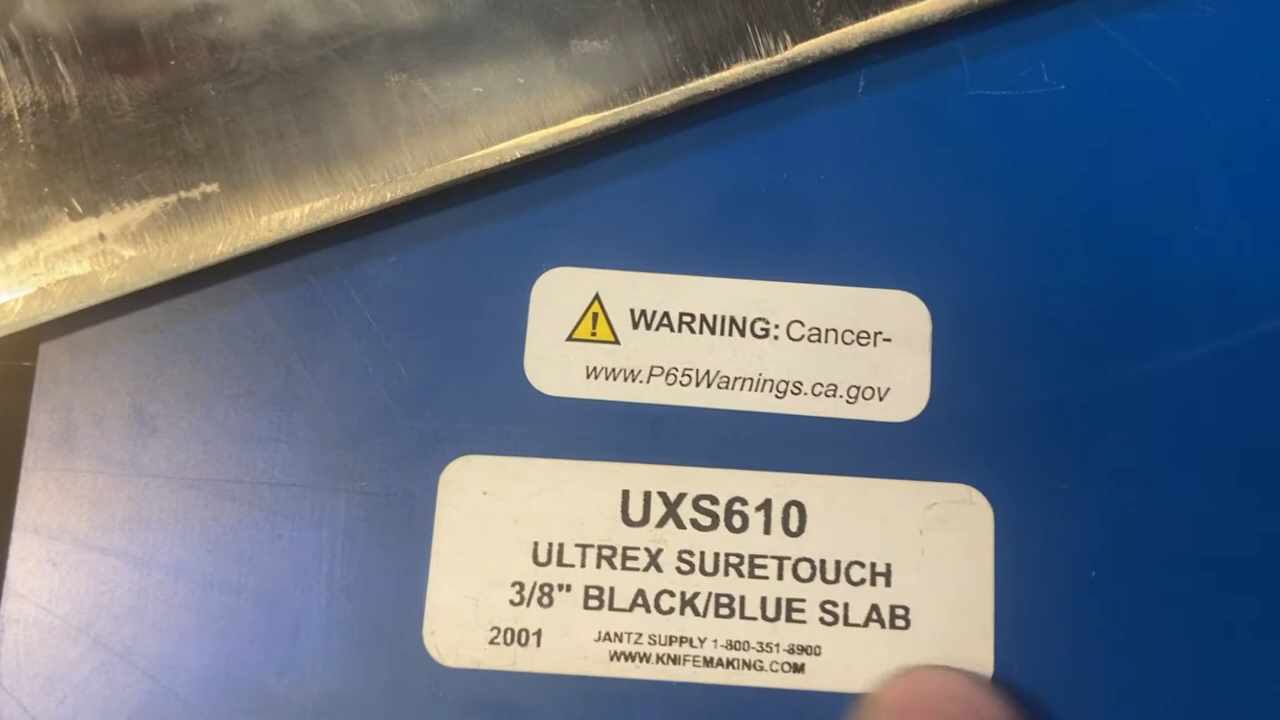 WARNING: Cancer-
www.P65Warnings.ca.gov
UXS610
ULTREX SURETOUCH
3/8" BLACK/BLUE SLAB
2001 JANTZ SUPPLY 1-800-351-8900
WWW.KNIFEMAKING.COM